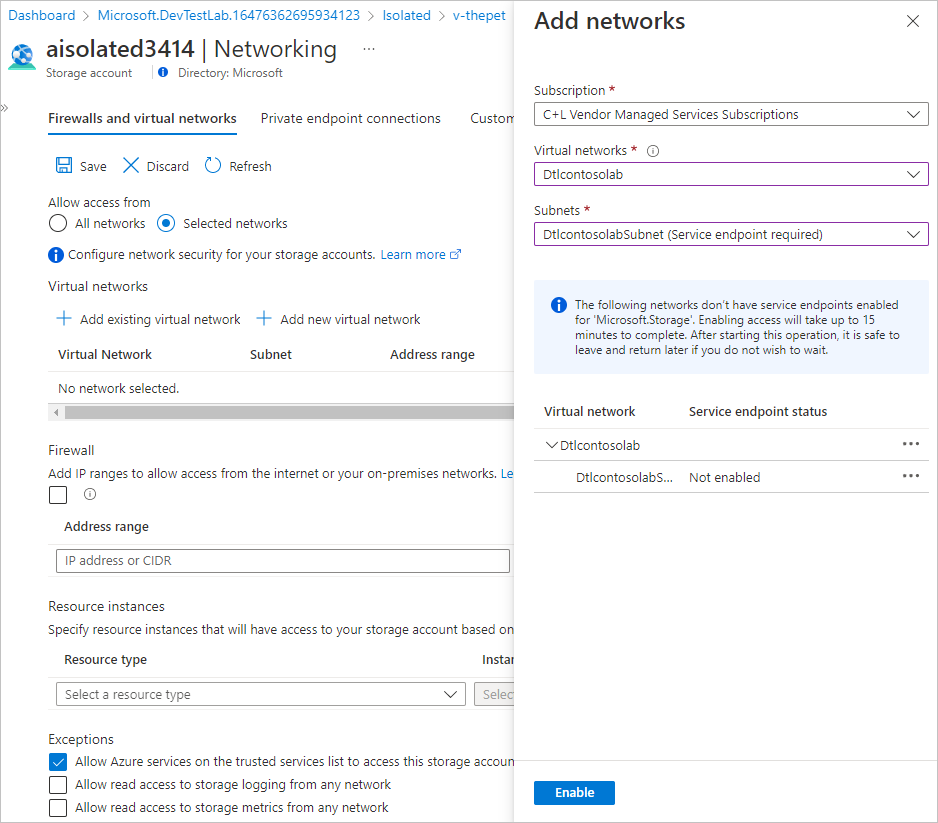 Dashboard > Microsoft.DevTestLab.16476362695934123 > Isolated > v-thepet
aisolated3414 | Networking ...
Storage account
Directory: Microsoft
Firewalls and virtual networks
Private endpoint connections
Custom
Save
Discard
Refresh
Allow access from
All networks
Selected networks
Configure network security for your storage accounts. Learn more
Virtual networks
Add existing virtual network
Add new virtual network
Virtual Network Subnet Address range
No network selected.
Firewall
Add IP ranges to allow access from the internet or your on-premises networks. Le
Address range
IP address or CIDR
Resource instances
Specify resource instances that will have access to your storage account based on
Resource type Instar
Select a resource type
Selec
Exceptions
Allow Azure services on the trusted services list to access this storage accoun
Allow read access to storage logging from any network
Allow read access to storage metrics from any network
Add networks
Subscription *
C+L Vendor Managed Services Subscriptions
Virtual networks *
Dtlcontosolab
Subnets *
DtlcontosolabSubnet (Service endpoint required)
The following networks don't have service endpoints enabled
for 'Microsoft.Storage'. Enabling access will take up to 15
minutes to complete. After starting this operation, it is safe to
leave and return later if you do not wish to wait.
Virtual network Service endpoint status
Dtlcontosolab
DtlcontosolabS... Not enabled
Enable